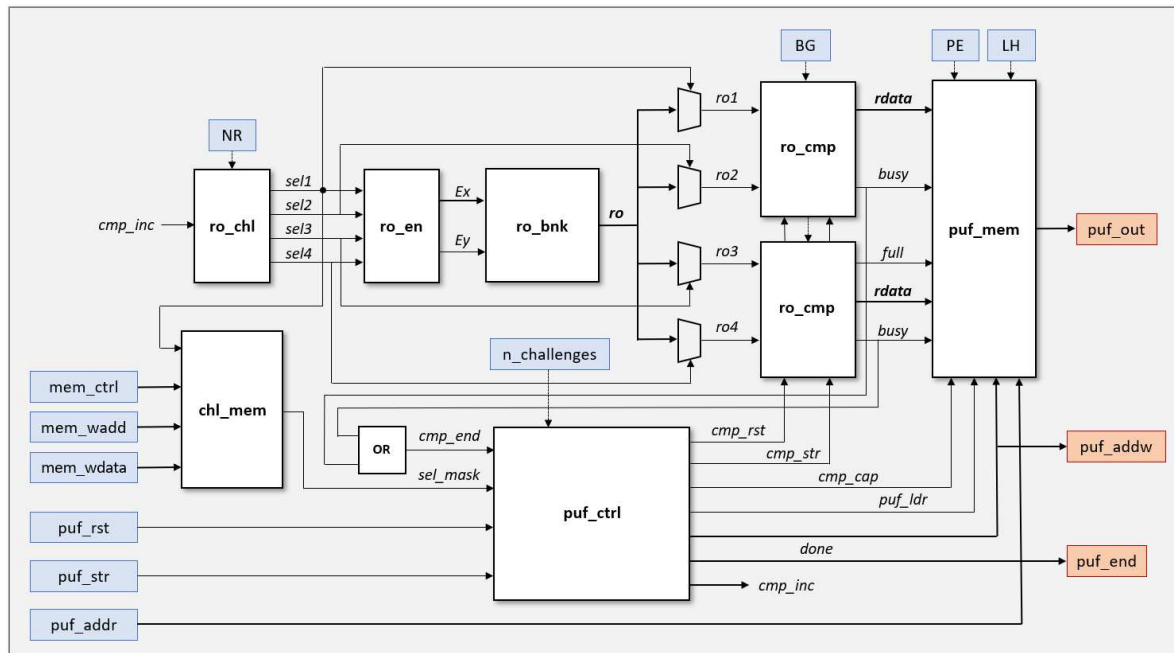 BG
PE
LH
NR
ro1
rdata
sel1
ro_cmp
cmp_inc
ro_chl
sel2
sel3
sel4
ro_en
Ex
Ey
ro_bnk
ro
ro2
busy
puf_mem
puf_out
ro3
full
ro_cmp
rdata
ro4
busy
n_challenges
mem_ctrl
mem_wadd
mem_wdata
chl_mem
OR
cmp_end
sel_mask
cmp_rst
cmp_str
cmp_cap
puf_ldr
puf_addw
puf_rst
puf_ctrl
done
puf_end
puf_str
cmp_inc
puf_addr